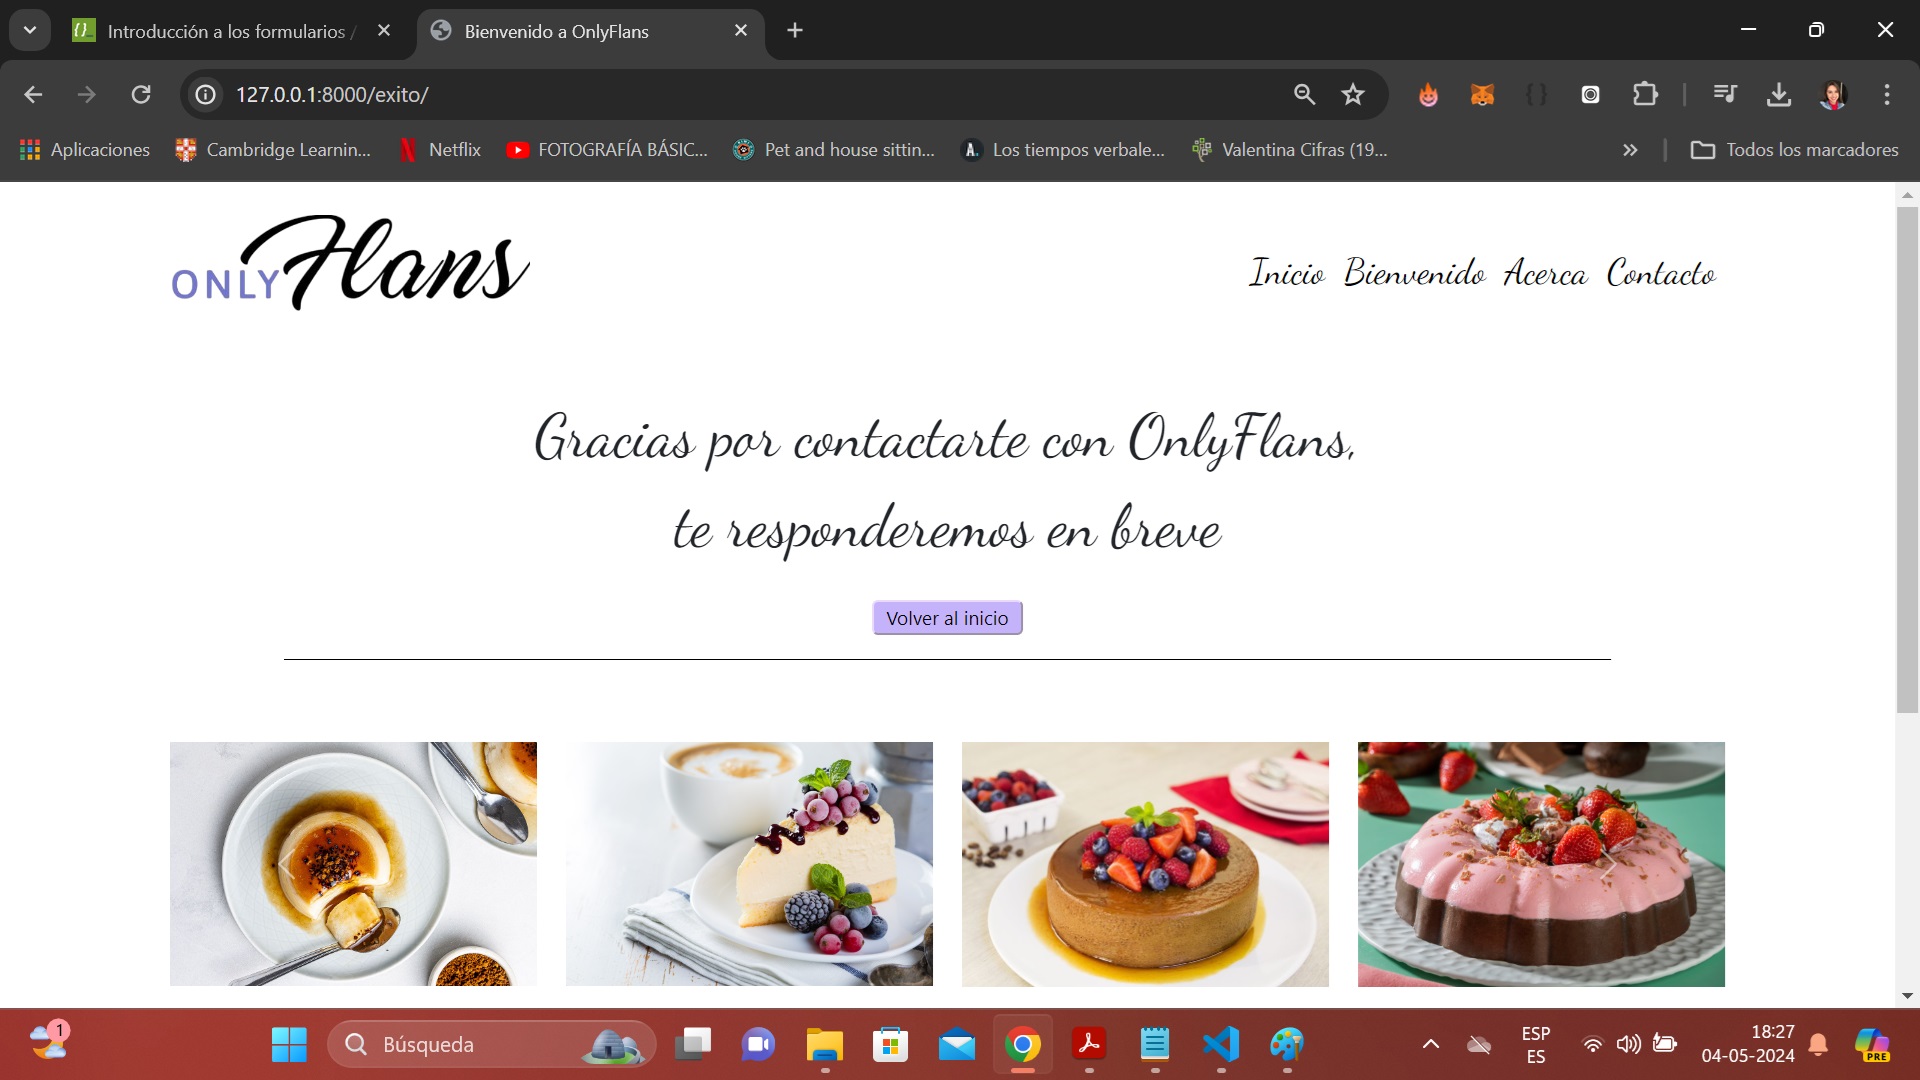 Introducción a los formularios /
Bienvenido a OnlyFlans
127.0.0.1:8000/exito/
Aplicaciones
Cambridge Learnin...
Netflix
FOTOGRAFÍA BÁSIC...
Pet and house sittin...
A.
Los tiempos verbale...
Valentina Cifras (19...
Todos los marcadores
ONLY Flans
Inicio Bienvenido Acerca Contacto
Gracias por contactarte con OnlyFlans,
te responderemos en breve
Volver al inicio
1
Búsqueda
ESP
ES
18:27
04-05-2024
PRE